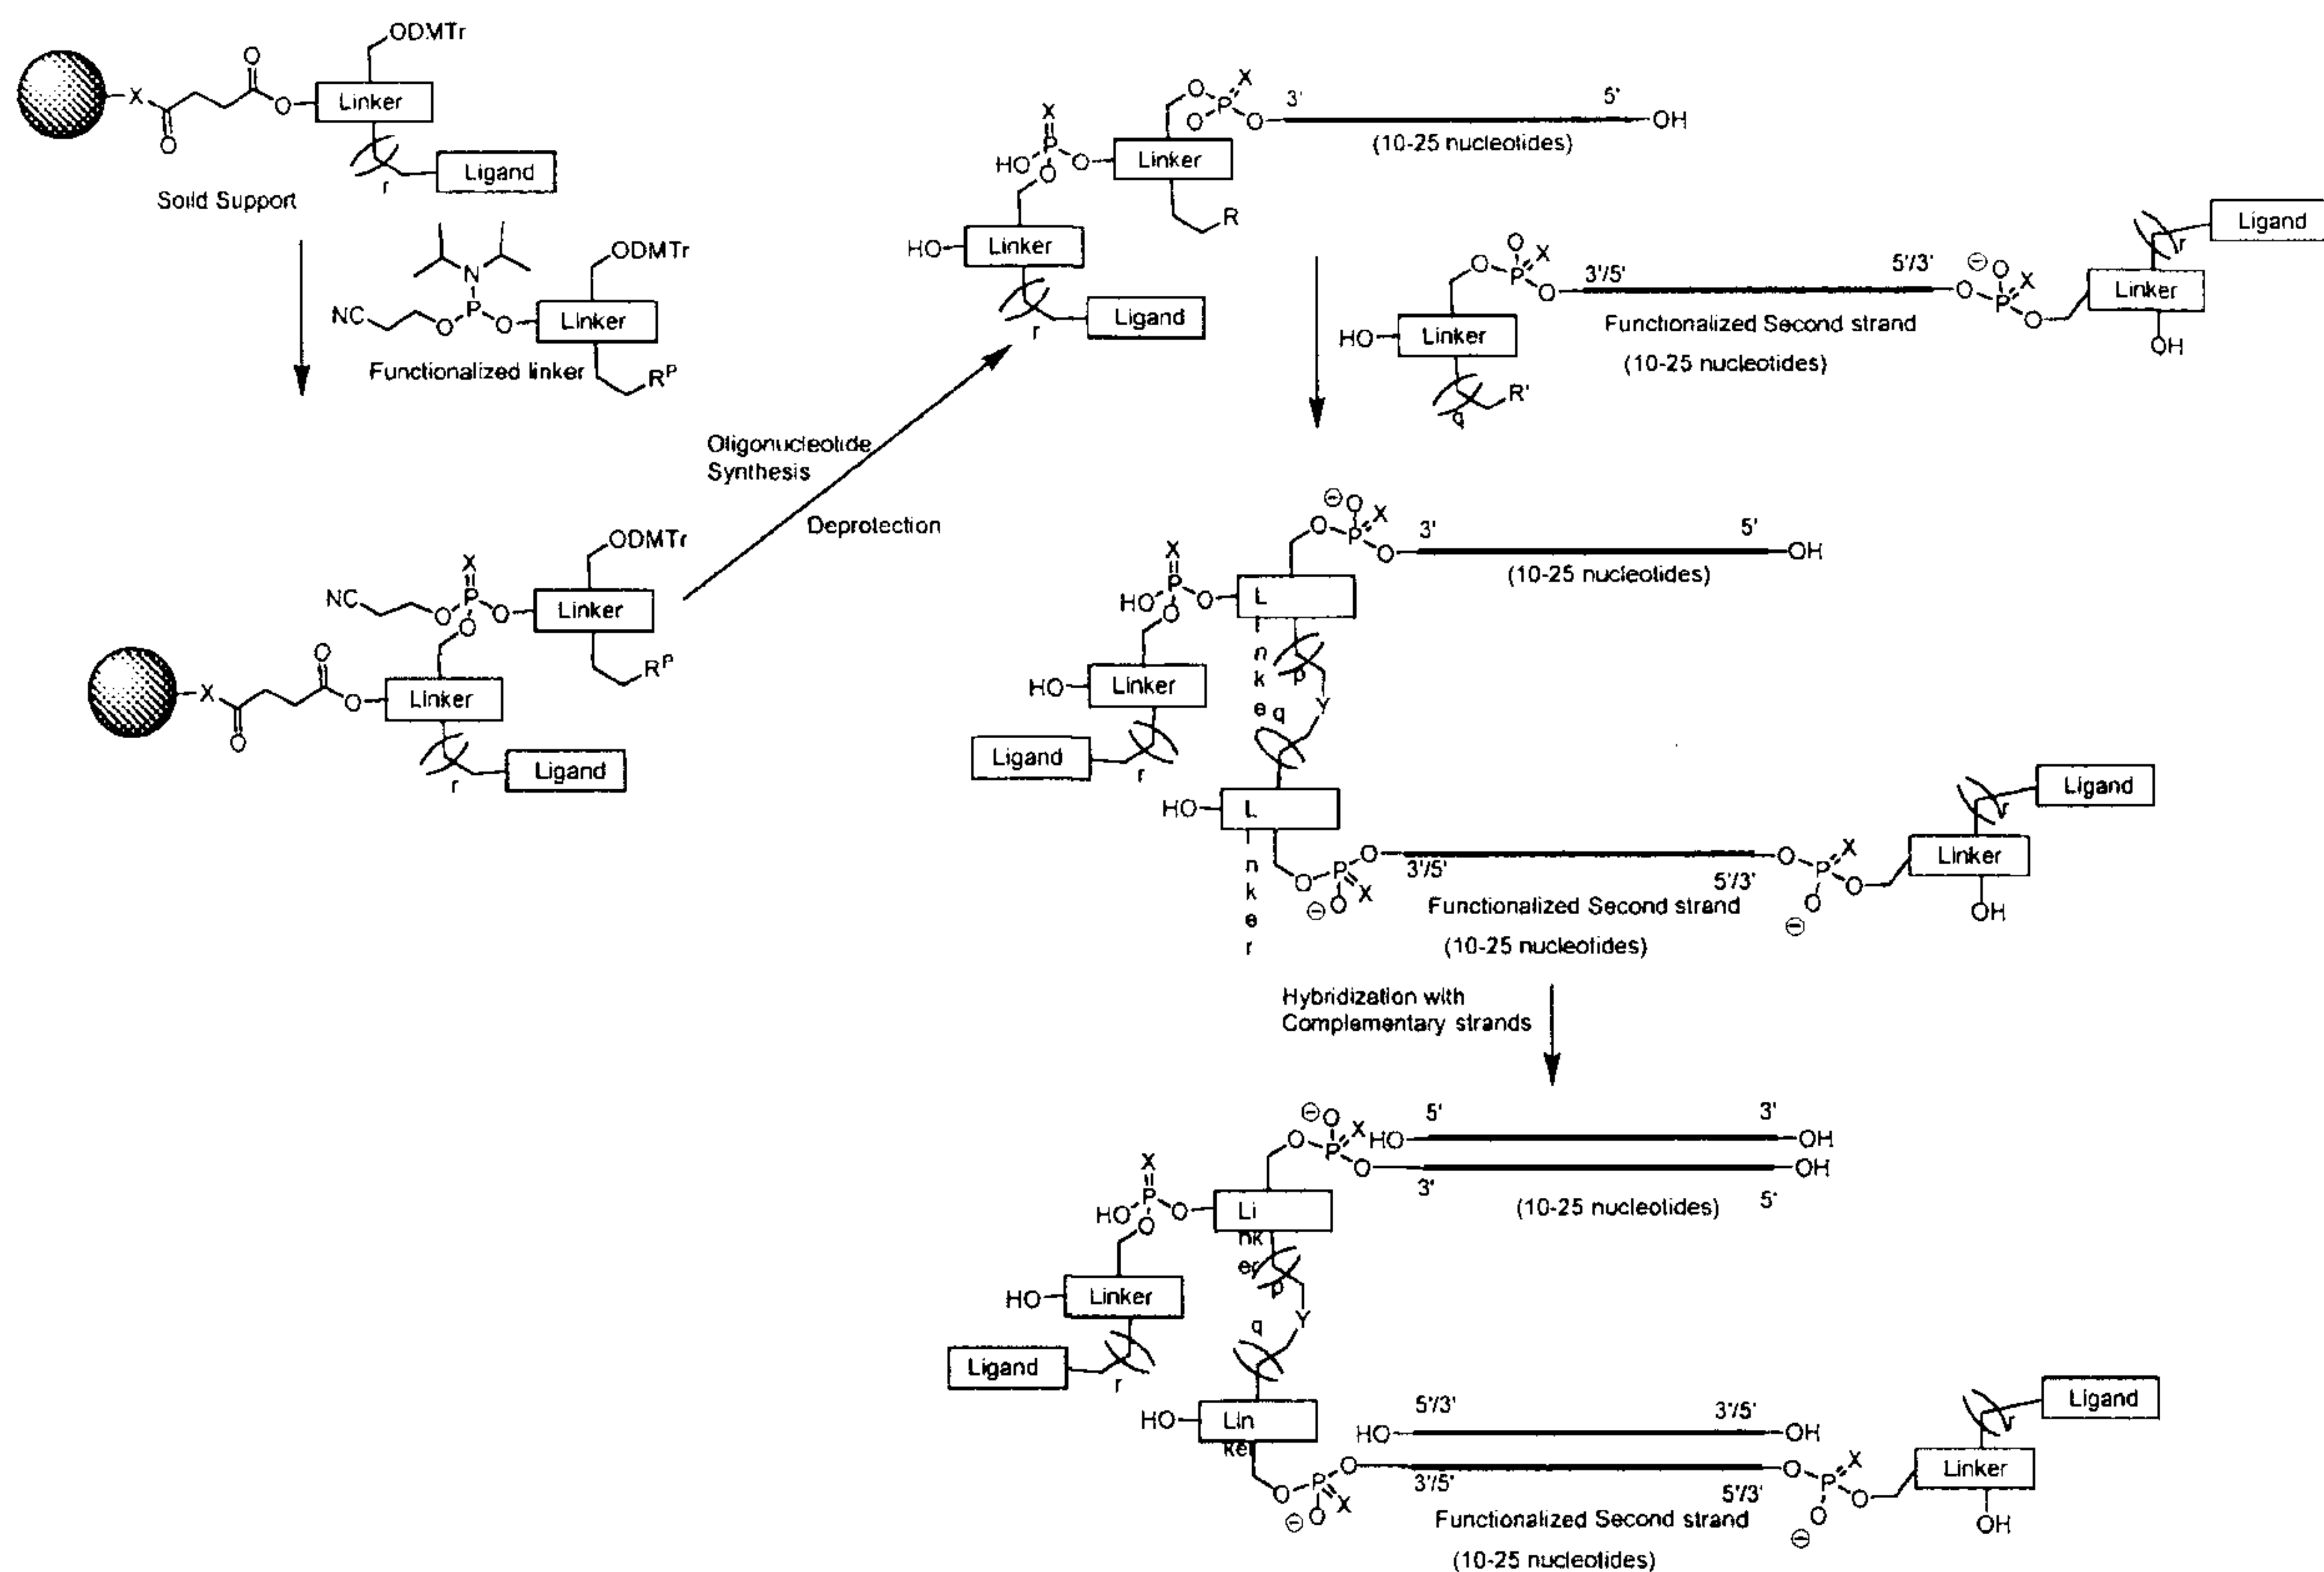 ODMTr
O
X
O
O
Linker
r
Ligand
Soild Support
N
ODMTr
NC
O
P
O
Linker
Functionalized linker
R^P
Oligonucleotide
Synthesis
Deprotection
X
ODMTr
NC
O
P
O
O
Linker
R^P
O
X
O
O
Linker
r
Ligand
X
O
P
3'
5'
O
O
OH
(10-25 nucleotides)
X
P
HO
O
O
Linker
R
HO
Linker
r
Ligand
O
X
O
P
O
3'/5'
5'/3'
⊖
O
X
O
P
O
Ligand
r
Linker
OH
HO
Linker
q
R'
Functionalized Second strand
(10-25 nucleotides)
⊖
O
X
O
P
O
3'
5'
OH
(10-25 nucleotides)
X
P
HO
O
O
L
i
n
k
e
p
q
Y
HO
Linker
Ligand
r
HO
L
i
n
k
e
r
O
O
P
X
⊖
O
3'/5'
5'/3'
Functionalized Second strand
(10-25 nucleotides)
O
X
P
O
O
⊖
Ligand
r
Linker
OH
Hybridization with
Complementary strands
⊖
O
X
HO
5'
3'
OH
O
P
O
3'
5'
OH
(10-25 nucleotides)
X
P
HO
O
O
Li
nk
er
p
Y
q
HO
Linker
Ligand
r
HO
Lin
ker
5'/3'
3'/5'
HO
OH
O
O
P
X
⊖
O
3'/5'
5'/3'
Functionalized Second strand
(10-25 nucleotides)
O
X
P
O
O
⊖
Ligand
r
Linker
OH